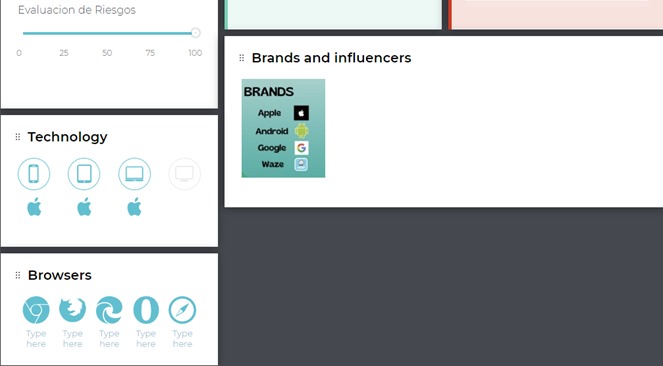 Evaluacion de Riesgos
0 25 50 75 100
Technology
Browsers
Type here
Type here
Type here
Type here
Type here
Brands and influencers
BRANDS
Apple
Android
Google
Waze